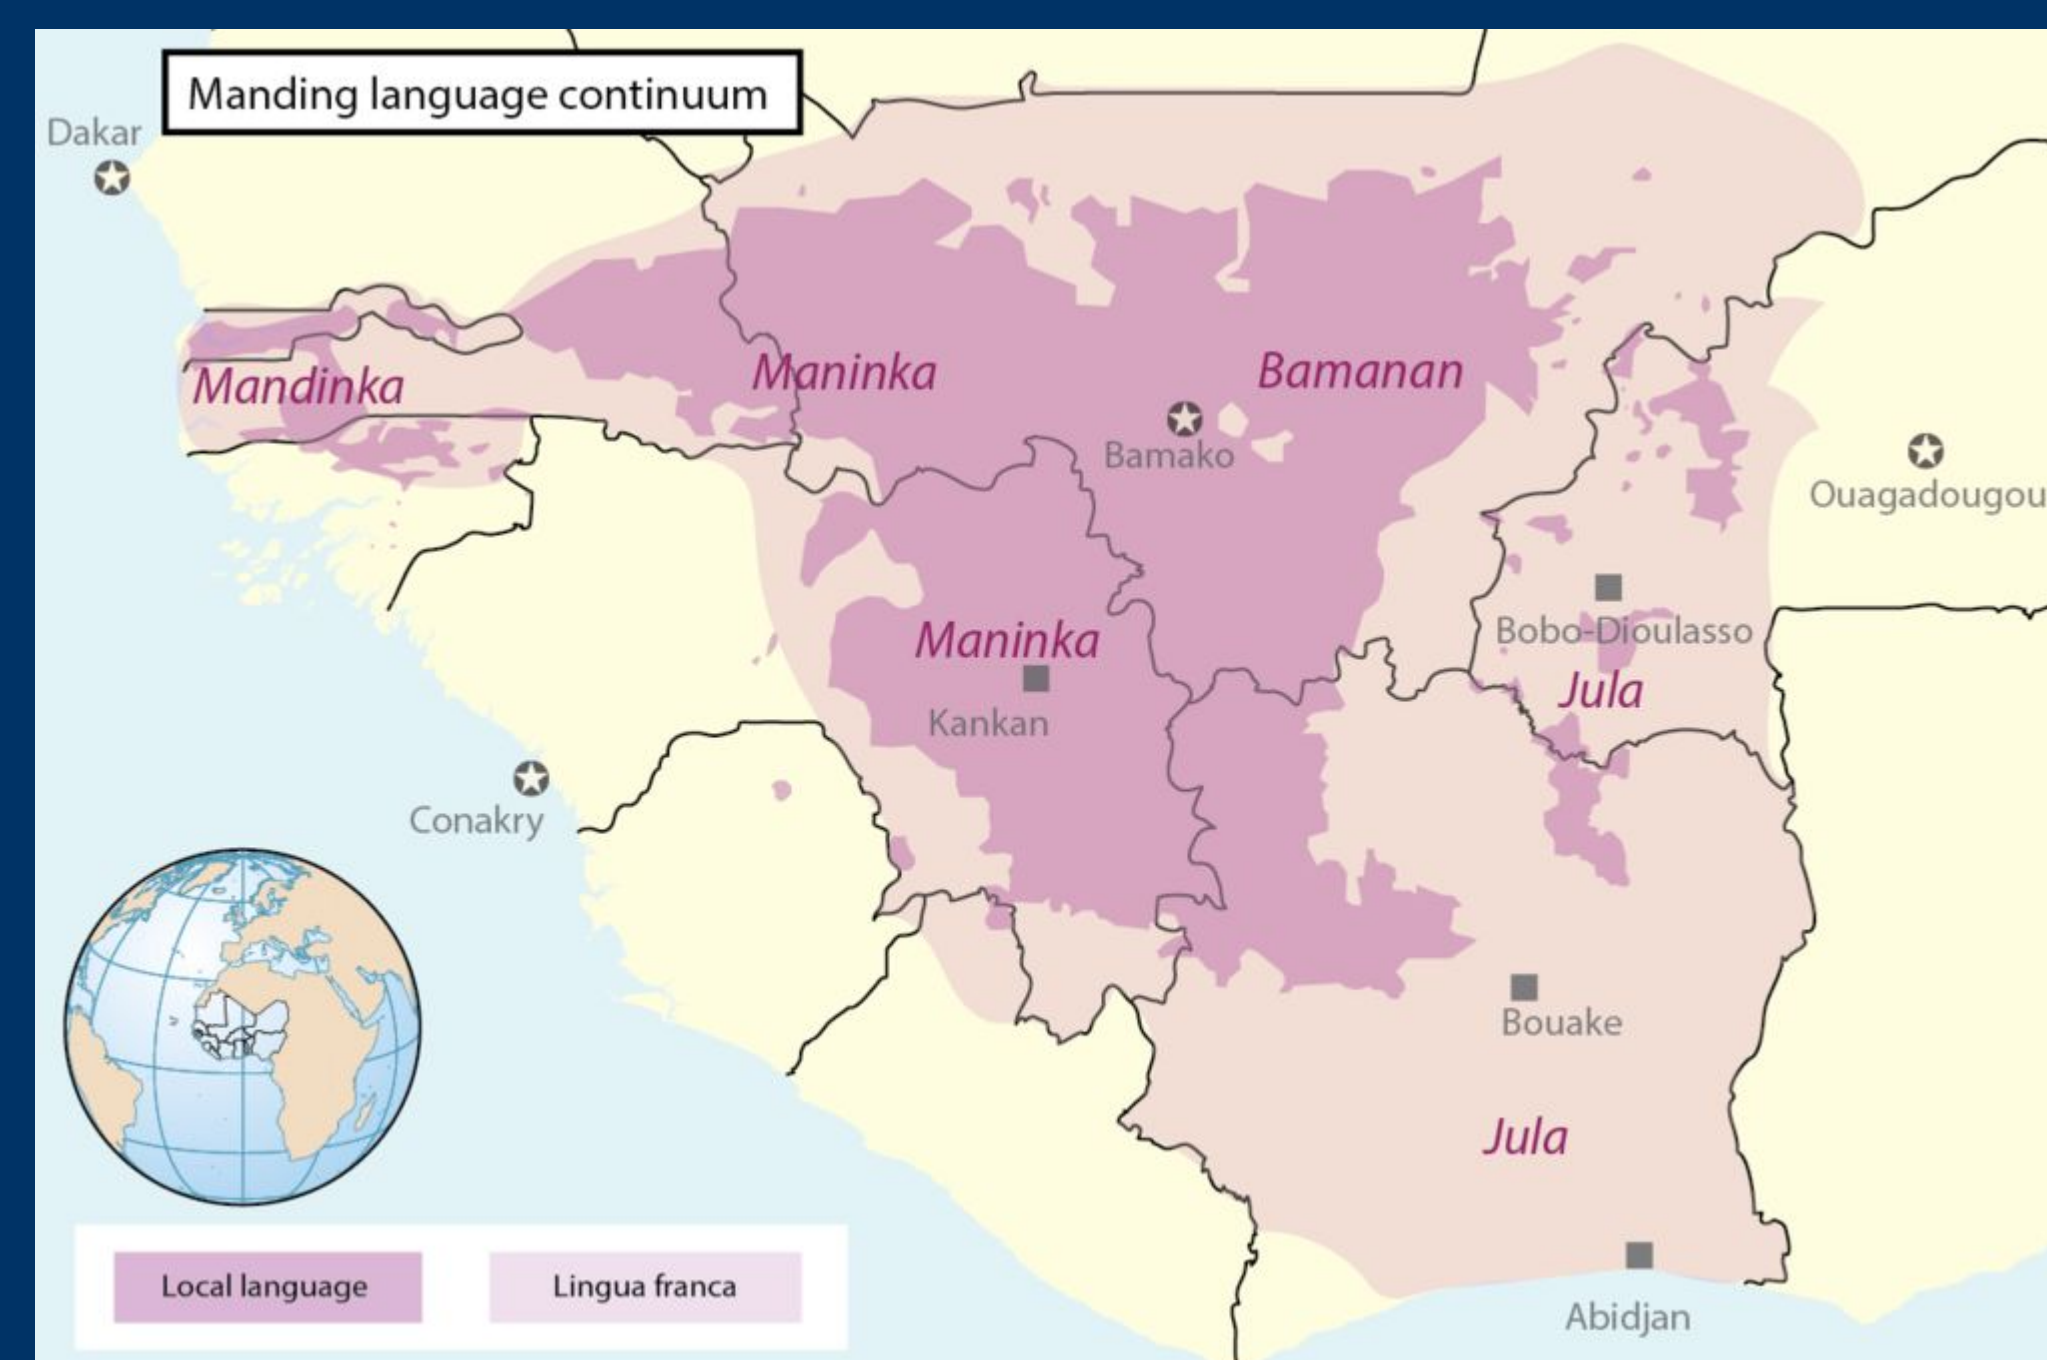 Manding language continuum
Dakar
Mandinka
Maninka
Bamanan
Bamako
Ouagadougou
Maninka
Kankan
Bobo-Dioulasso
Jula
Conakry
Bouake
Jula
Abidjan
Local language
Lingua franca